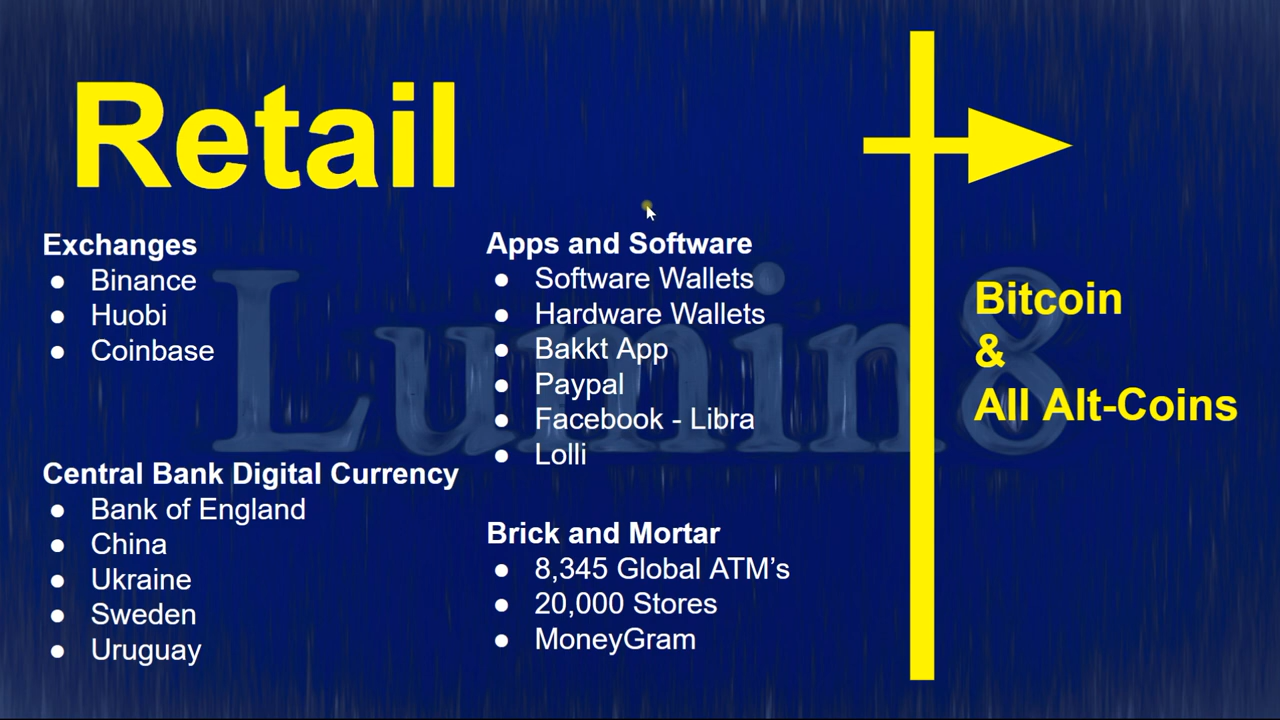 Retail
Exchanges
● Binance
● Huobi
● Coinbase
Central Bank Digital Currency
● Bank of England
● China
● Ukraine
● Sweden
● Uruguay
Apps and Software
● Software Wallets
● Hardware Wallets
● Bakkt App
● Paypal
● Facebook - Libra
● Lolli
Brick and Mortar
● 8,345 Global ATM’s
● 20,000 Stores
● MoneyGram
Bitcoin
&
All Alt-Coins
Lumin8